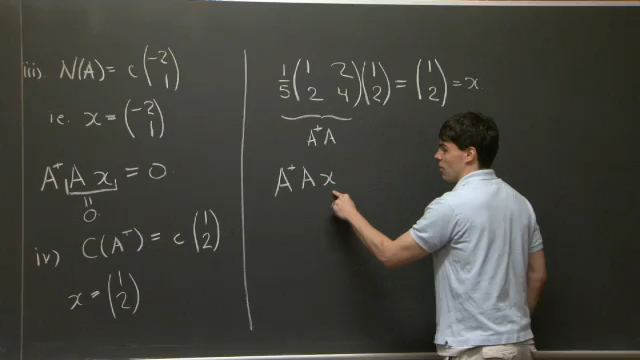 iii). N(A) = c (-2 1)
ie. x = (-2 1)
A⁺ A x = 0.
=
0.
iv) C(Aᵀ) = c (1 2)
x = (1 2)
1/5 (1 2 2 4)(1 2) = (1 2) = x.
A⁺A
A⁺ A x